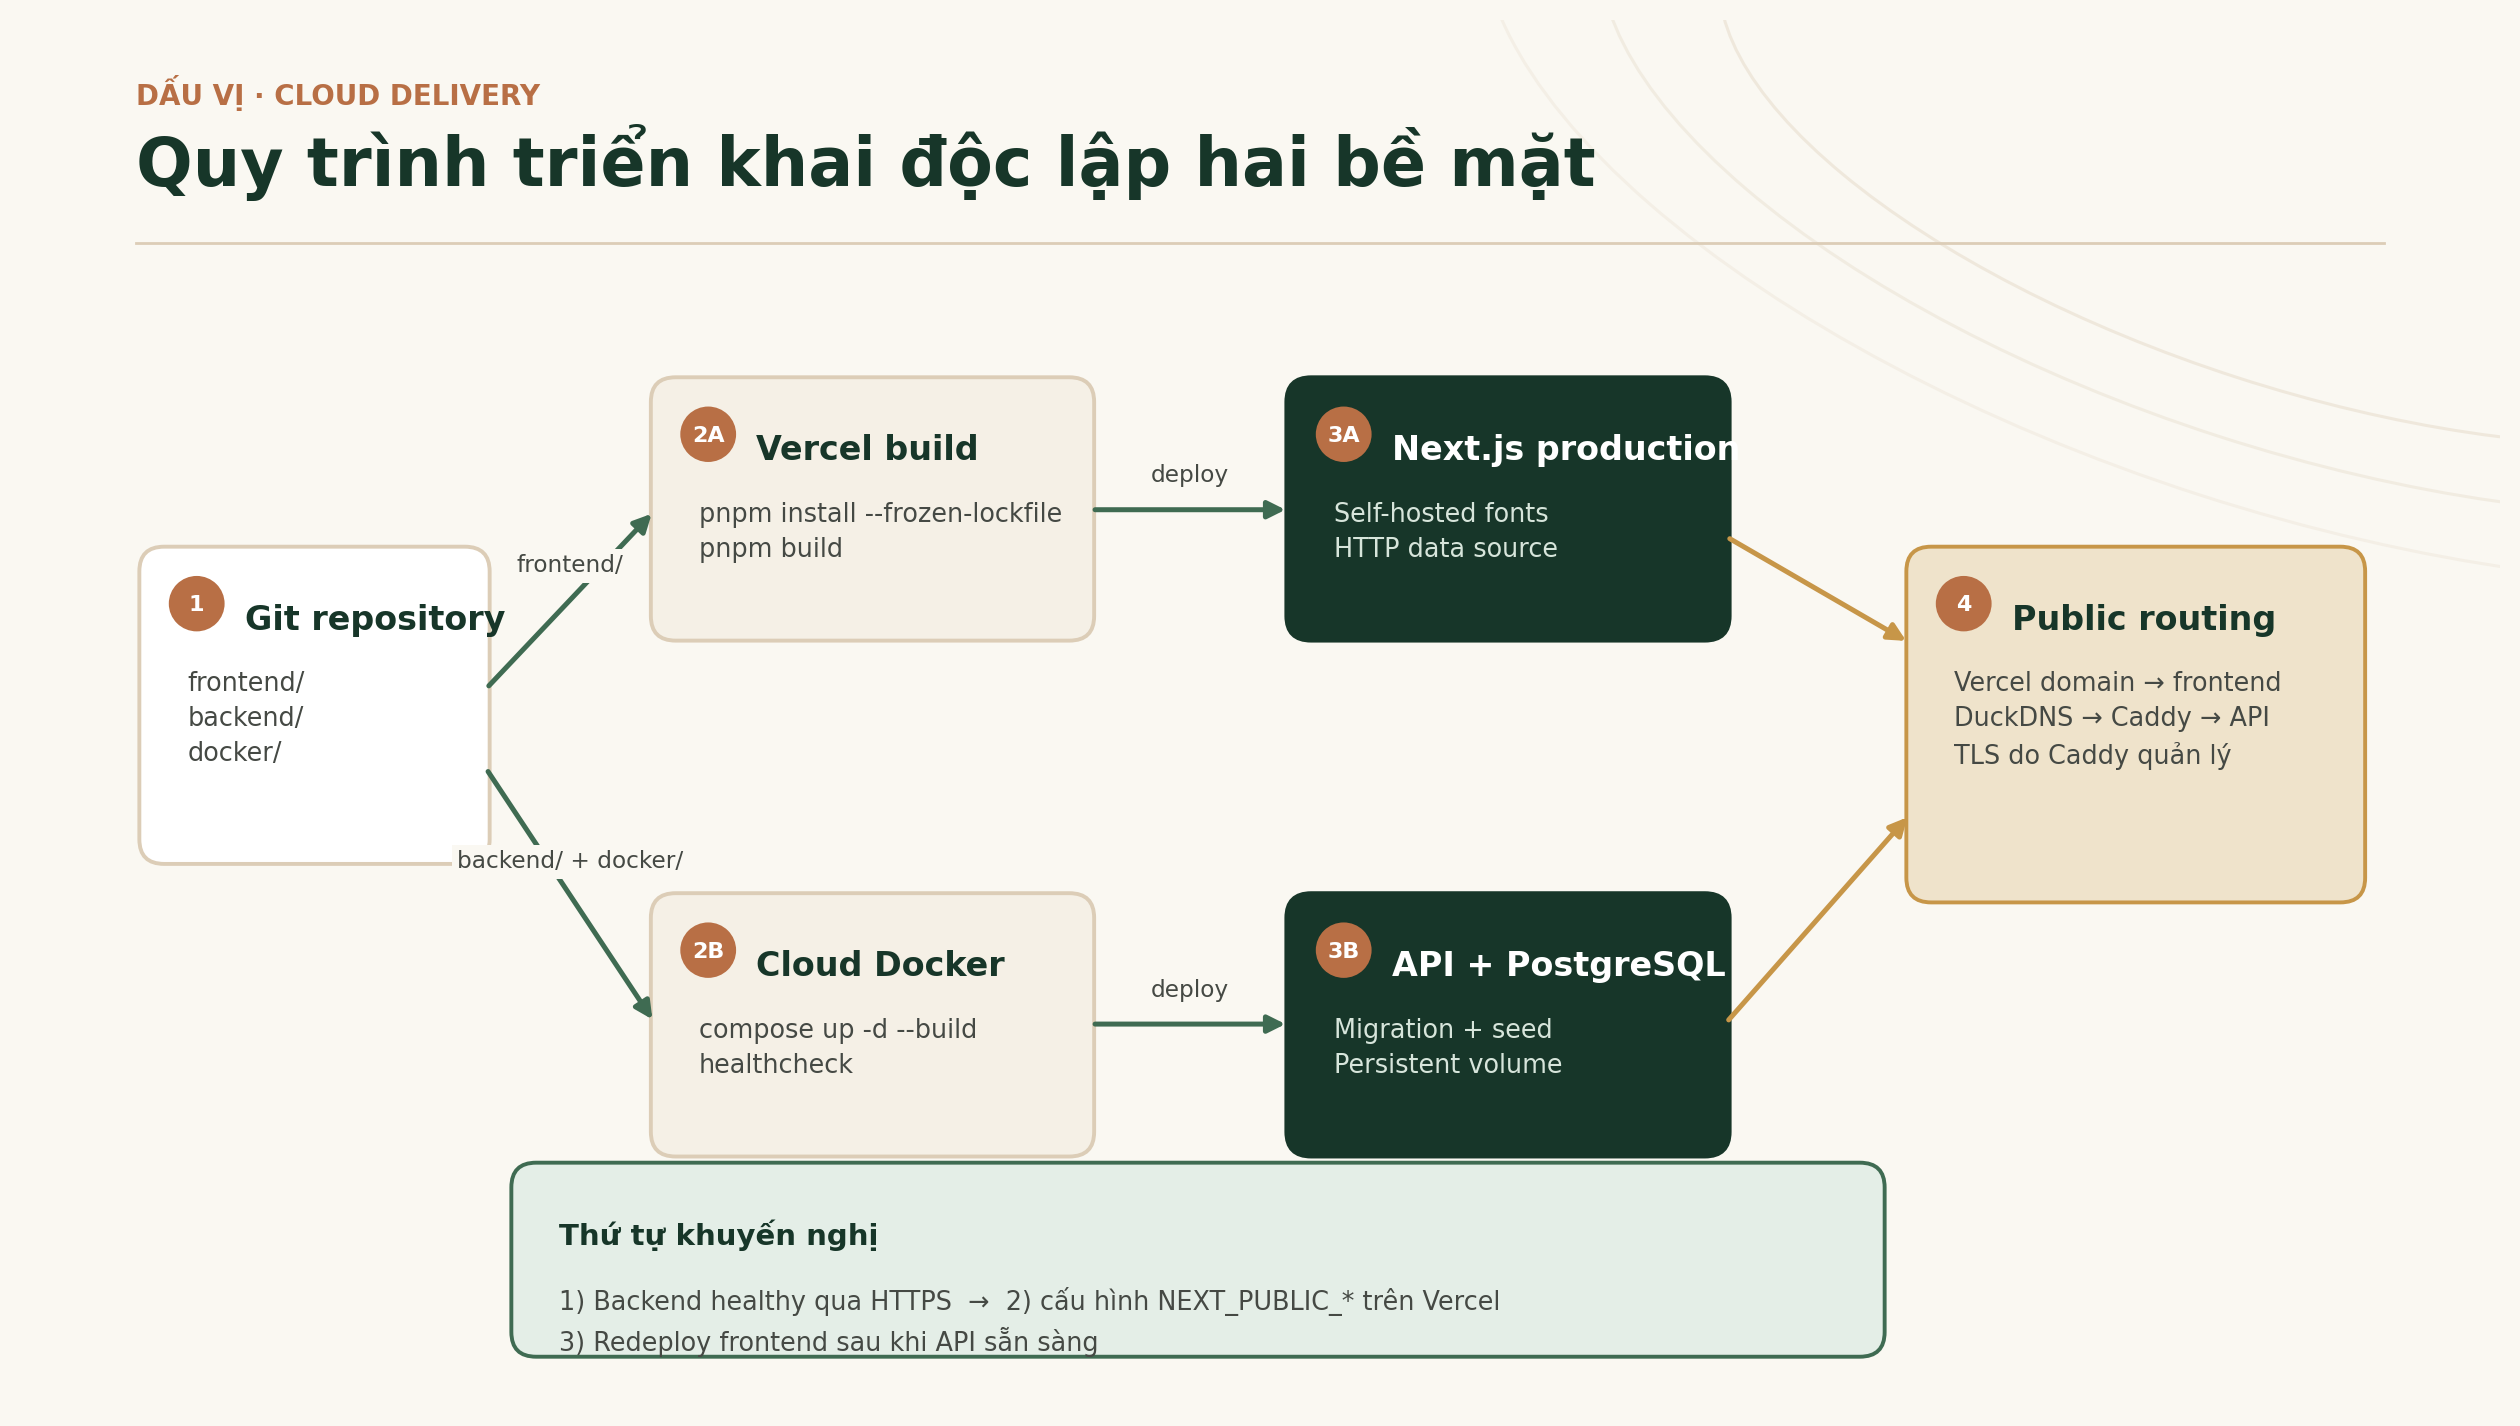 DẤU VỊ · CLOUD DELIVERY
Quy trình triển khai độc lập hai bề mặt
1
Git repository
frontend/
backend/
docker/
frontend/
backend/ + docker/
2A
Vercel build
pnpm install --frozen-lockfile
pnpm build
deploy
3A
Next.js production
Self-hosted fonts
HTTP data source
2B
Cloud Docker
compose up -d --build
healthcheck
deploy
3B
API + PostgreSQL
Migration + seed
Persistent volume
4
Public routing
Vercel domain → frontend
DuckDNS → Caddy → API
TLS do Caddy quản lý
Thứ tự khuyến nghị
1) Backend healthy qua HTTPS → 2) cấu hình NEXT_PUBLIC_* trên Vercel
3) Redeploy frontend sau khi API sẵn sàng